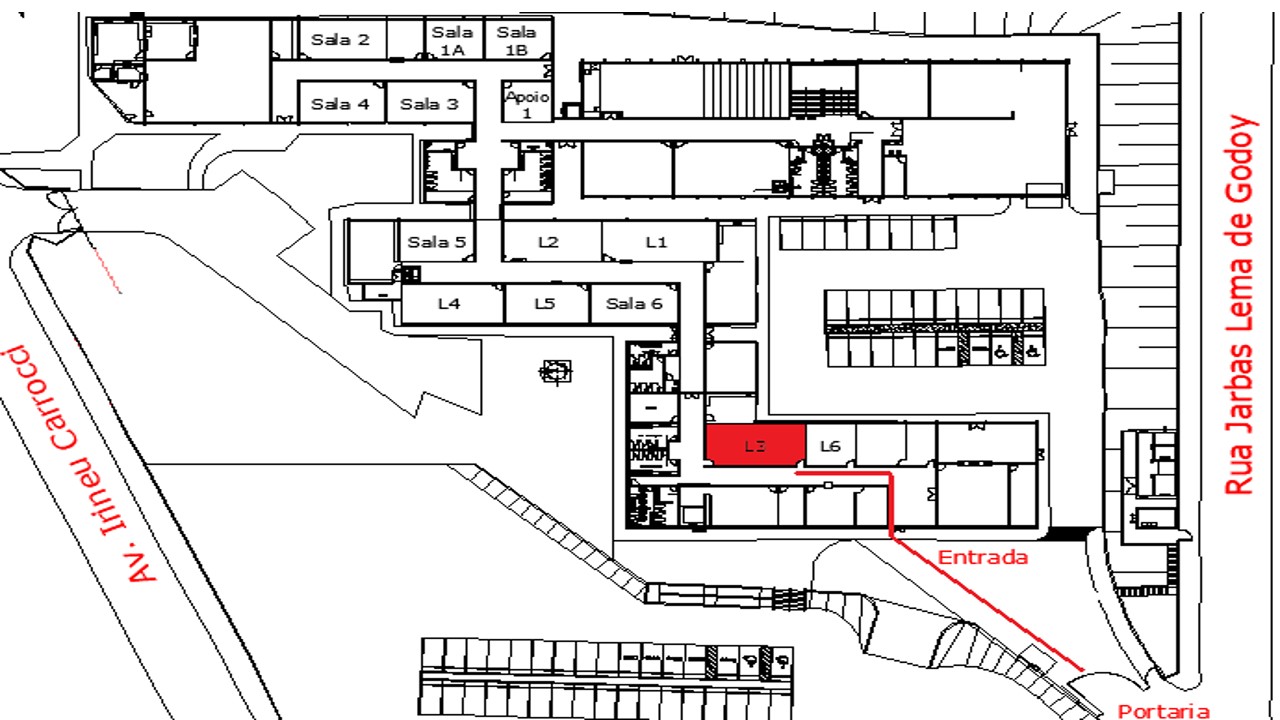 Sala 2
Sala
1A
Sala
1B
Sala 4
Sala 3
Apoio
1
Sala 5
L2
L1
L4
L5
Sala 6
L3
L6
Entrada
Portaria
Av. Irineu Carrocci
Rua Jarbas Lema de Godoy